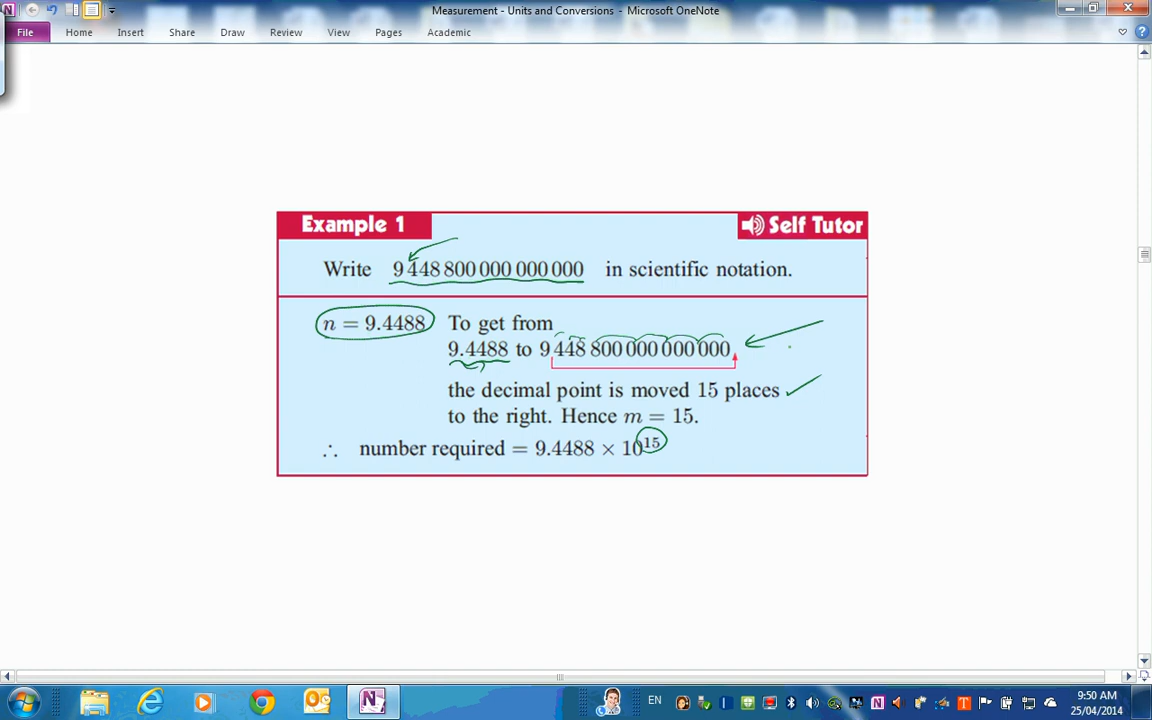 Measurement - Units and Conversions - Microsoft OneNote
File Home Insert Share Draw Review View Pages Academic
Example 1
Self Tutor
Write 9 448 800 000 000 000 in scientific notation.
n = 9.4488 To get from
9.4488 to 9 448 800 000 000 000
the decimal point is moved 15 places
to the right. Hence m = 15.
∴ number required = 9.4488 × 10¹⁵
EN
9:50 AM
25/04/2014